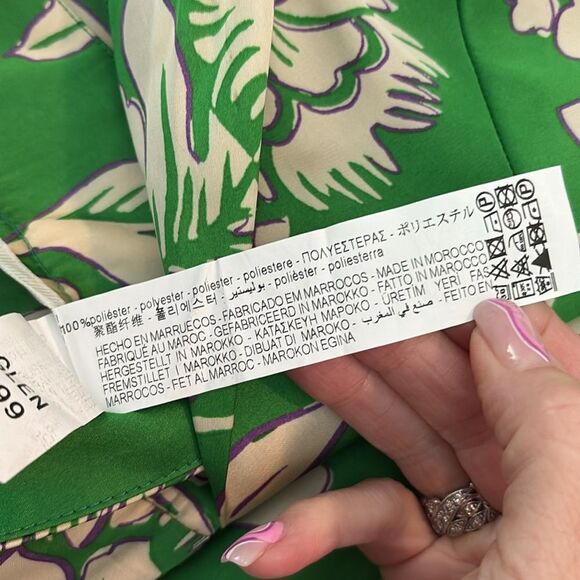 100%poliéster - polyester - poliester - poliestere - ΠΟΛΥΕΣΤΕΡΑΣ - ポリエステル
聚酯纤维 - 폴리에스터 - بوليستير - poliéster - poliesterra
HECHO EN MARRUECOS - FABRICADO EN MARROCOS - MADE IN MOROCCO
FABRIQUÉ AU MAROC - GEFABRICEERD IN MAROKKO - FATTO IN MAROCCO
HERGESTELLT IN MAROKKO - ΚΑΤΑΣΚΕΥΗ ΜΑΡΟΚΟ - ÜRETIM YERI FAS
FREMSTILLET I MAROKKO - DIBUAT DI MAROKO - صنع في المغرب - FEITO EN
MARROCOS - FET AL MARROC - MAROKON EGINA
P
P
99